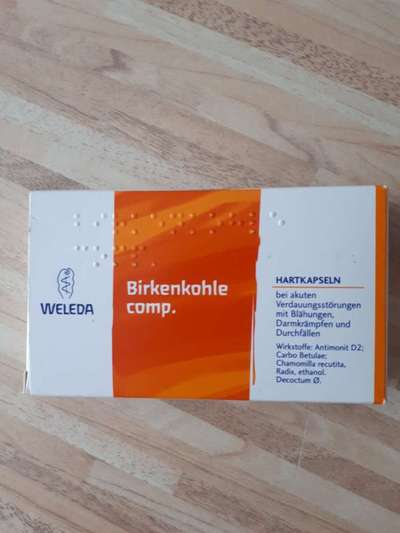 WELEDA
Birkenkohle
comp.
HARTKAPSELN
bei akuten
Verdauungsstörungen
mit Blähungen,
Darmkrämpfen und
Durchfällen
Wirkstoffe: Antimonit D2;
Carbo Betulae;
Chamomilla recutita,
Radix, ethanol.
Decoctum Ø.